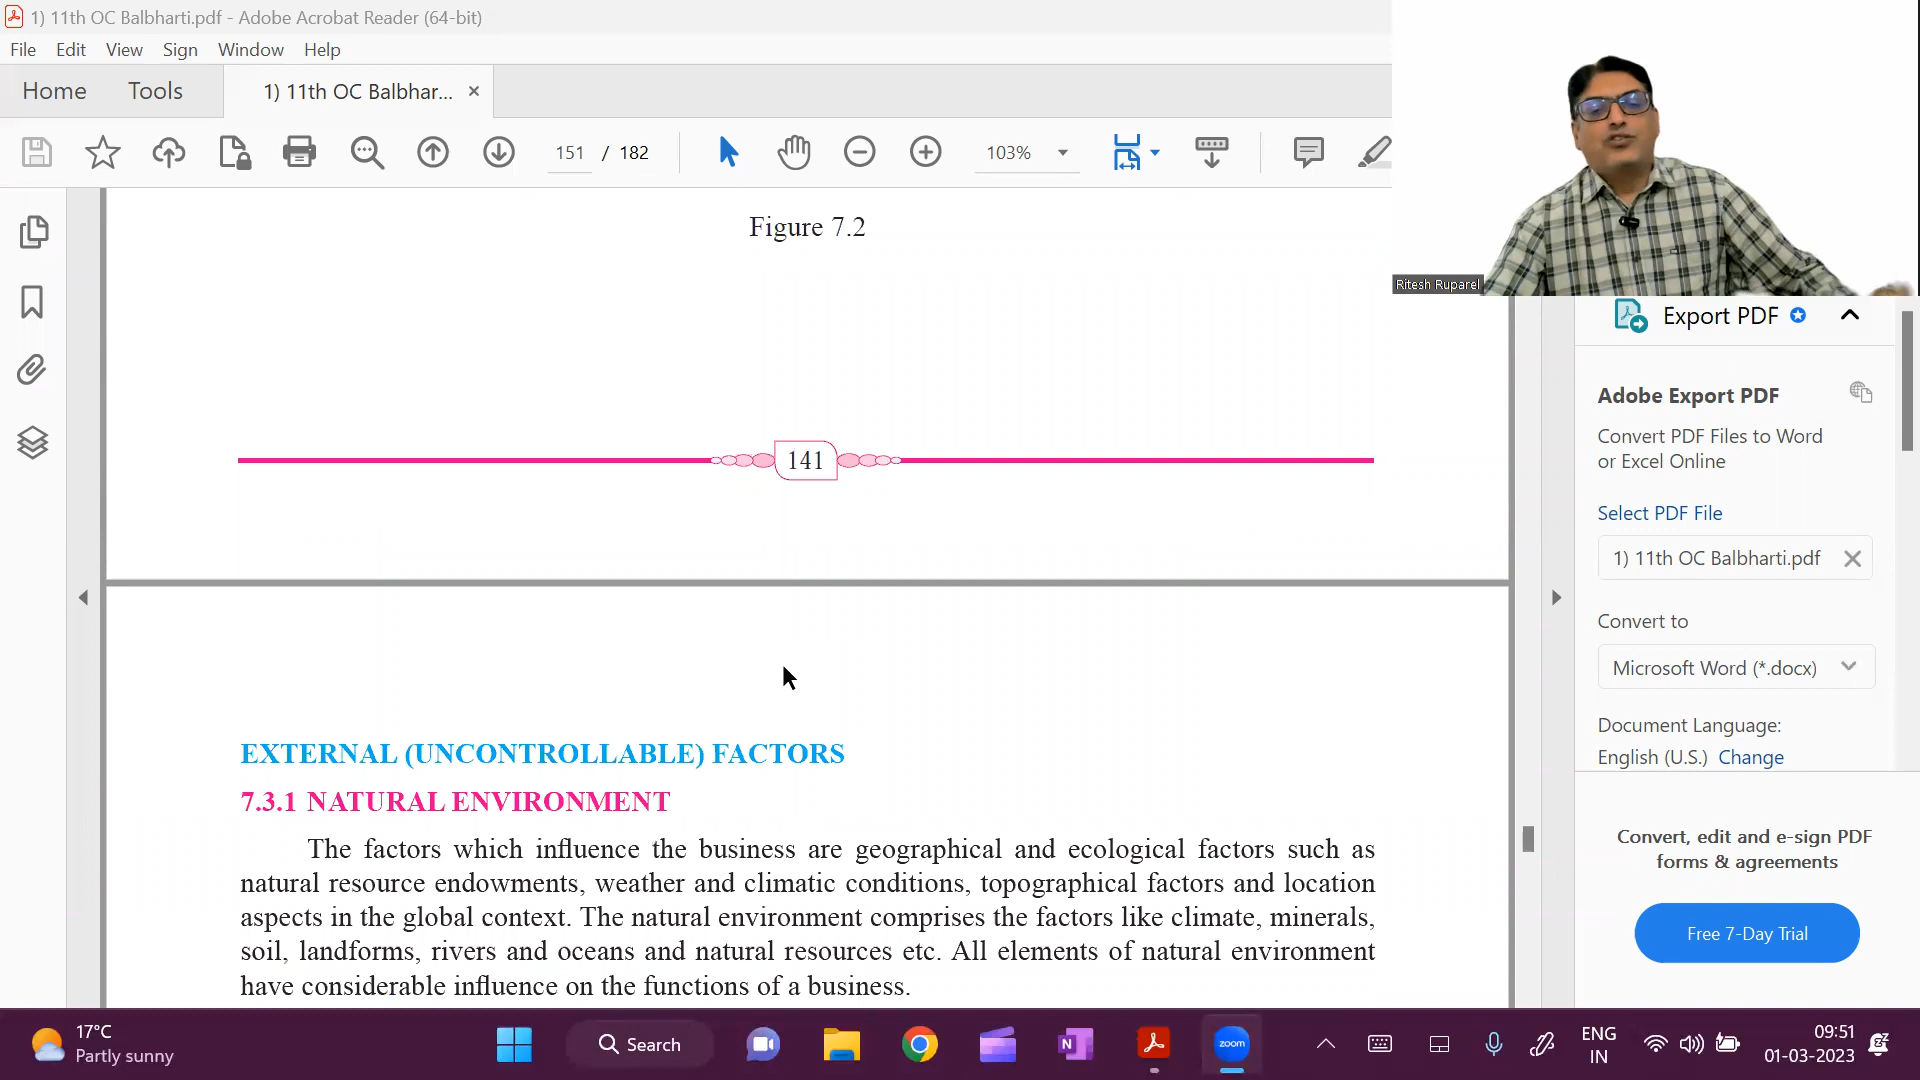 1) 11th OC Balbharti.pdf - Adobe Acrobat Reader (64-bit)
File Edit View Sign Window Help
Home Tools 1) 11th OC Balbhar... ×
151 / 182 103%
Figure 7.2
Ritesh Ruparel
141
EXTERNAL (UNCONTROLLABLE) FACTORS
7.3.1 NATURAL ENVIRONMENT
The factors which influence the business are geographical and ecological factors such as
natural resource endowments, weather and climatic conditions, topographical factors and location
aspects in the global context. The natural environment comprises the factors like climate, minerals,
soil, landforms, rivers and oceans and natural resources etc. All elements of natural environment
have considerable influence on the functions of a business.
Export PDF
Adobe Export PDF
Convert PDF Files to Word
or Excel Online
Select PDF File
1) 11th OC Balbharti.pdf
Convert to
Microsoft Word (*.docx)
Document Language:
English (U.S.) Change
Convert, edit and e-sign PDF
forms & agreements
Free 7-Day Trial
17°C
Partly sunny
Search
N
zoom
ENG
IN
09:51
01-03-2023